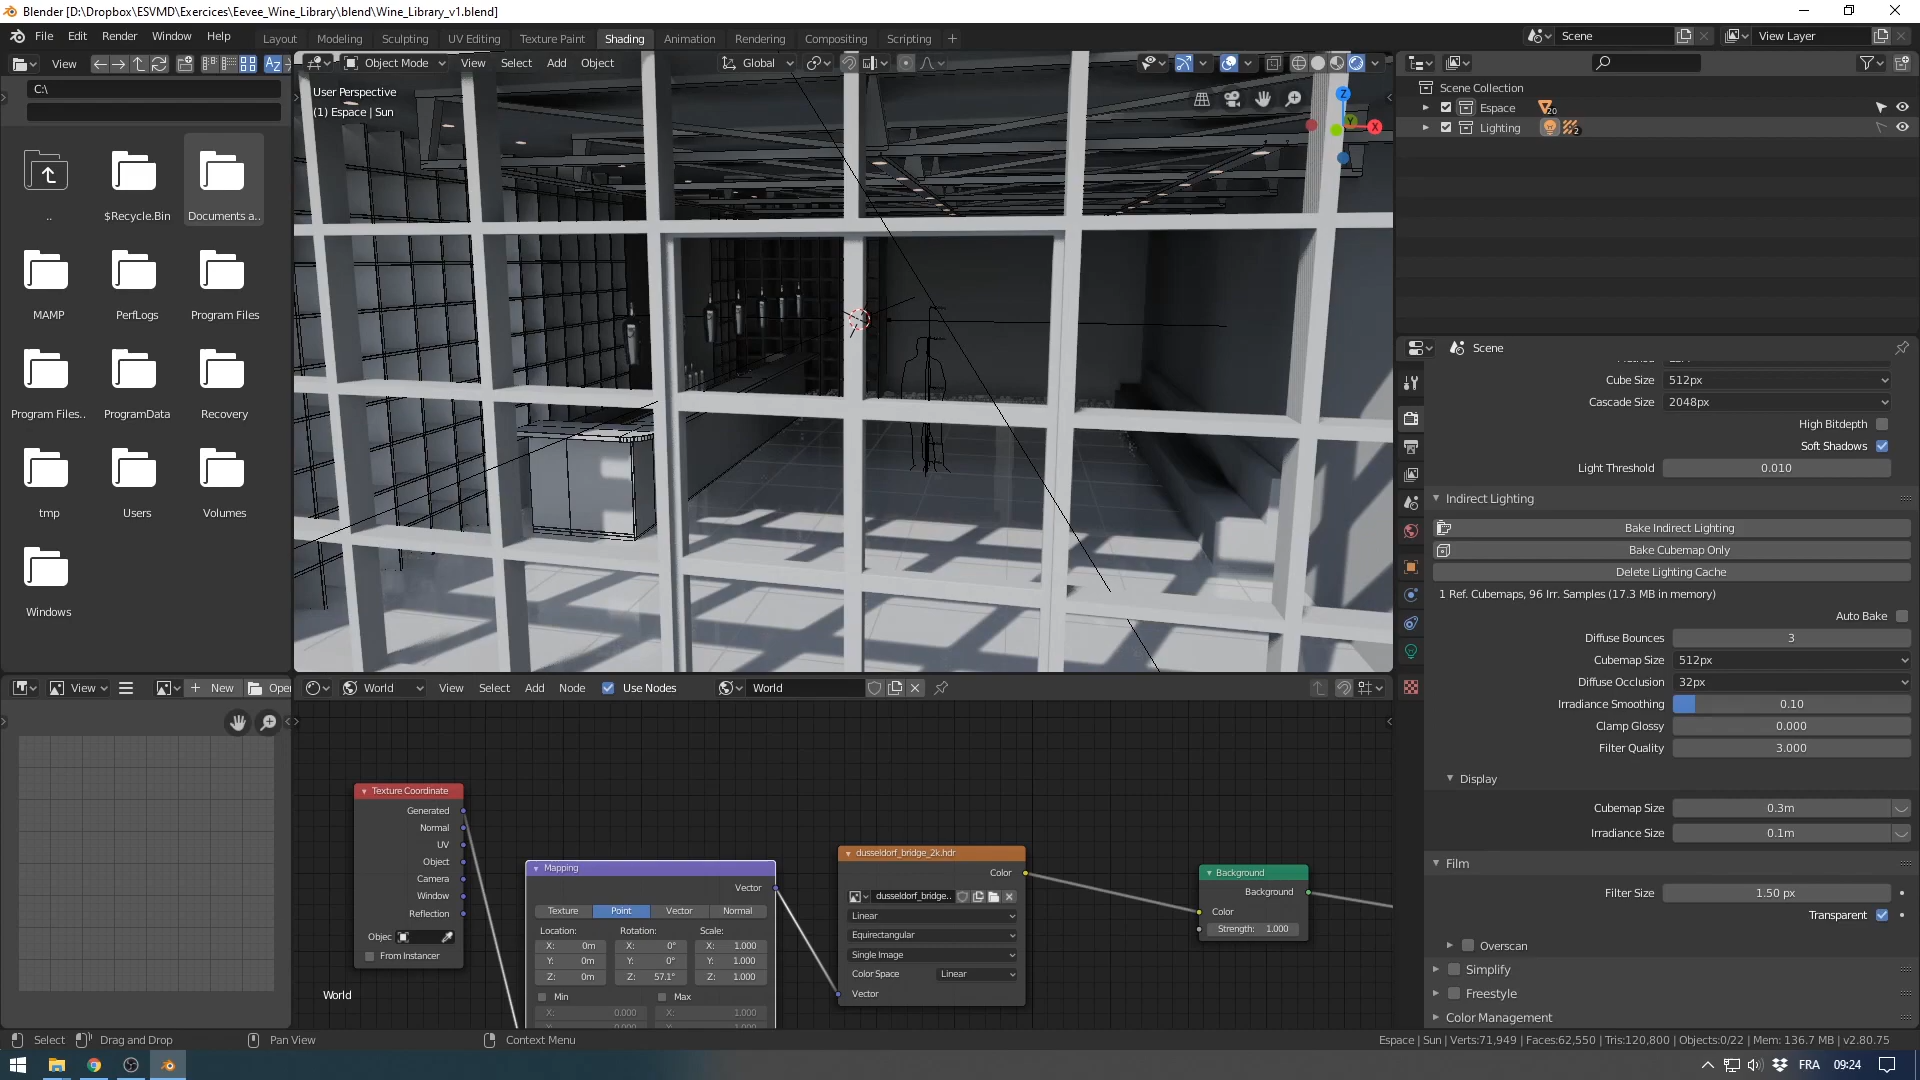 Blender [D:\Dropbox\ESVMD\Exercices\Eevee_Wine_Library\blend\Wine_Library_v1.blend]
File Edit Render Window Help Layout Modeling Sculpting UV Editing Texture Paint Shading Animation Rendering Compositing Scripting + Scene View Layer
View Object Mode View Select Add Object Global
C:\
User Perspective
(1) Espace | Sun
Scene Collection
Espace 20
Lighting 2
.. $Recycle.Bin Documents a..
MAMP PerfLogs Program Files
Program Files.. ProgramData Recovery
tmp Users Volumes
Windows
Z
Y
X
Scene
Cube Size 512px
Cascade Size 2048px
High Bitdepth
Soft Shadows
Light Threshold 0.010
Indirect Lighting
Bake Indirect Lighting
Bake Cubemap Only
Delete Lighting Cache
1 Ref. Cubemaps, 96 Irr. Samples (17.3 MB in memory)
Auto Bake
Diffuse Bounces 3
Cubemap Size 512px
Diffuse Occlusion 32px
Irradiance Smoothing 0.10
Clamp Glossy 0.000
Filter Quality 3.000
Display
Cubemap Size 0.3m
Irradiance Size 0.1m
Film
Filter Size 1.50 px
Transparent
Overscan
Simplify
Freestyle
Color Management
View New Open World View Select Add Node Use Nodes World
Texture Coordinate
Generated
Normal
UV
Object
Camera
Window
Reflection
Objec
From Instancer
Mapping
Vector
Texture Point Vector Normal
Location: Rotation: Scale:
X: 0m X: 0° X: 1.000
Y: 0m Y: 0° Y: 1.000
Z: 0m Z: 57.1° Z: 1.000
Min Max
X: 0.000 X: 1.000
dusseldorf_bridge_2k.hdr
Color
dusseldorf_bridge..
Linear
Equirectangular
Single Image
Color Space Linear
Vector
Background
Background
Color
Strength: 1.000
World
Select Drag and Drop Pan View Context Menu Espace | Sun | Verts:71,949 | Faces:62,550 | Tris:120,800 | Objects:0/22 | Mem: 136.7 MB | v2.80.75
FRA 09:24